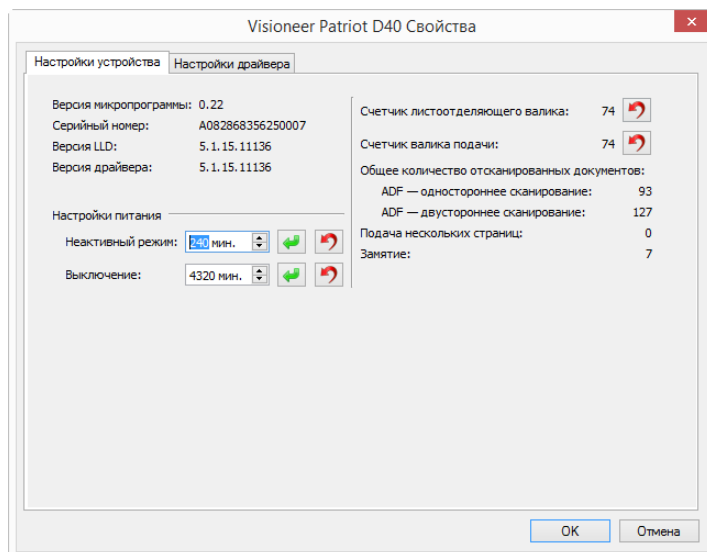 Visioneer Patriot D40 Свойства
Настройки устройства
Настройки драйвера
Версия микропрограммы: 0.22
Серийный номер: A082868356250007
Версия LLD: 5.1.15.11136
Версия драйвера: 5.1.15.11136
Настройки питания
Неактивный режим: 240 мин.
Выключение: 4320 мин.
Счетчик листоотделяющего валика: 74
Счетчик валика подачи: 74
Общее количество отсканированных документов:
ADF — одностороннее сканирование: 93
ADF — двустороннее сканирование: 127
Подача нескольких страниц: 0
Замятие: 7
OK
Отмена